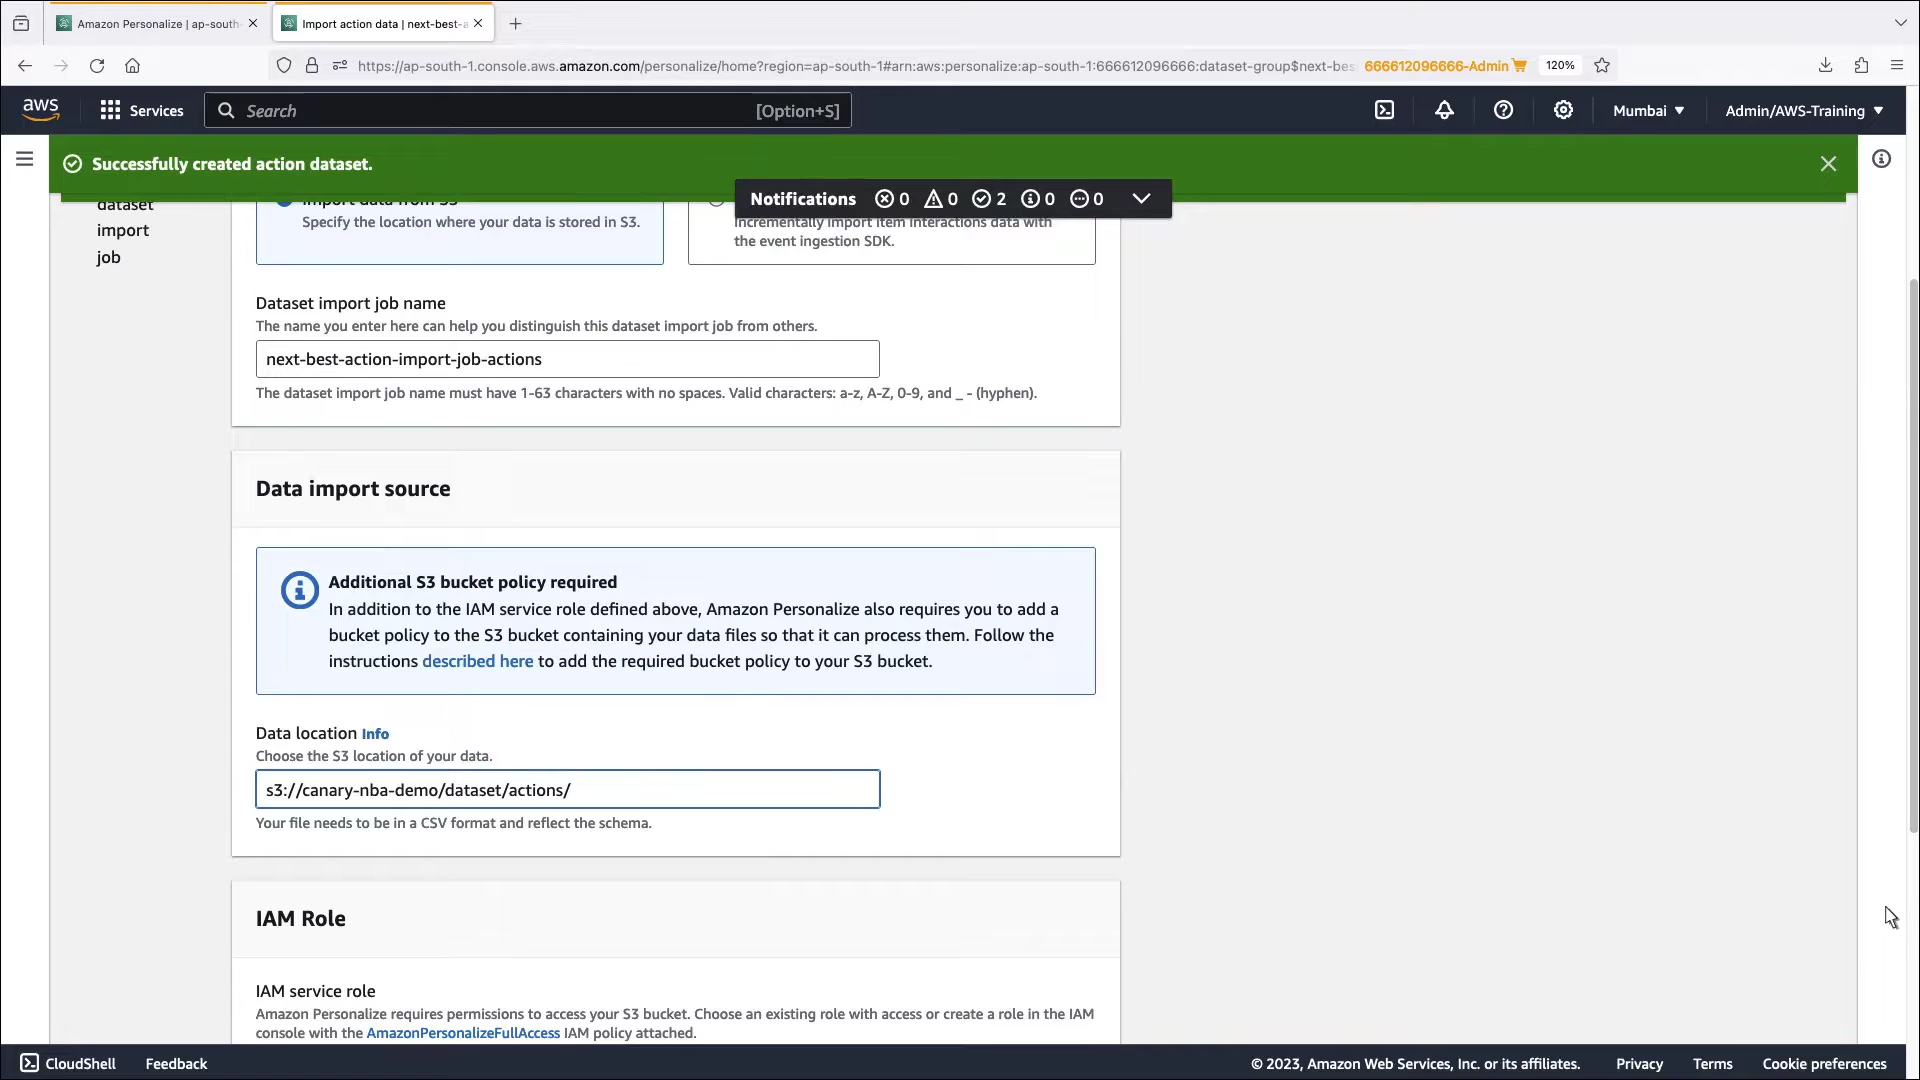 Amazon Personalize | ap-south-
Import action data | next-best-a
https://ap-south-1.console.aws.amazon.com/personalize/home?region=ap-south-1#arn:aws:personalize:ap-south-1:666612096666:dataset-group$next-bes
666612096666-Admin
120%
aws
Services
Search
[Option+S]
Mumbai
Admin/AWS-Training
Successfully created action dataset.
Notifications 0 0 2 0 0
dataset
import
job
Import data from S3
Specify the location where your data is stored in S3.
Incrementally import item interactions data with
the event ingestion SDK.
Dataset import job name
The name you enter here can help you distinguish this dataset import job from others.
next-best-action-import-job-actions
The dataset import job name must have 1-63 characters with no spaces. Valid characters: a-z, A-Z, 0-9, and _ - (hyphen).
Data import source
Additional S3 bucket policy required
In addition to the IAM service role defined above, Amazon Personalize also requires you to add a
bucket policy to the S3 bucket containing your data files so that it can process them. Follow the
instructions described here to add the required bucket policy to your S3 bucket.
Data location Info
Choose the S3 location of your data.
s3://canary-nba-demo/dataset/actions/
Your file needs to be in a CSV format and reflect the schema.
IAM Role
IAM service role
Amazon Personalize requires permissions to access your S3 bucket. Choose an existing role with access or create a role in the IAM
console with the AmazonPersonalizeFullAccess IAM policy attached.
CloudShell
Feedback
© 2023, Amazon Web Services, Inc. or its affiliates.
Privacy
Terms
Cookie preferences